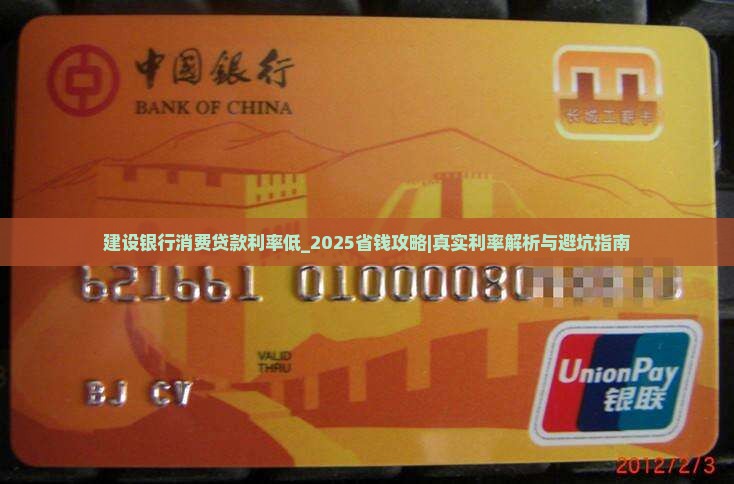 中国银行
BANK OF CHINA
长城工薪卡
建设银行消费贷款利率低_2025省钱攻略|真实利率解析与避坑指南
621661 01000080
VALID
THRU
BJ CV
UnionPay
银联
2012/2/3